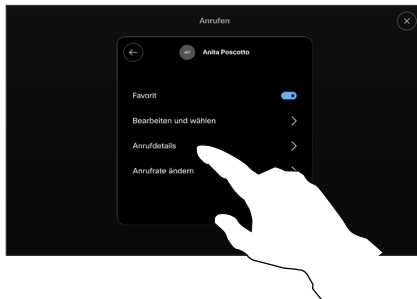 Anrufen
AP Anita Poscotto
Favorit
Bearbeiten und wählen
Anrufdetails
Anrufrate ändern